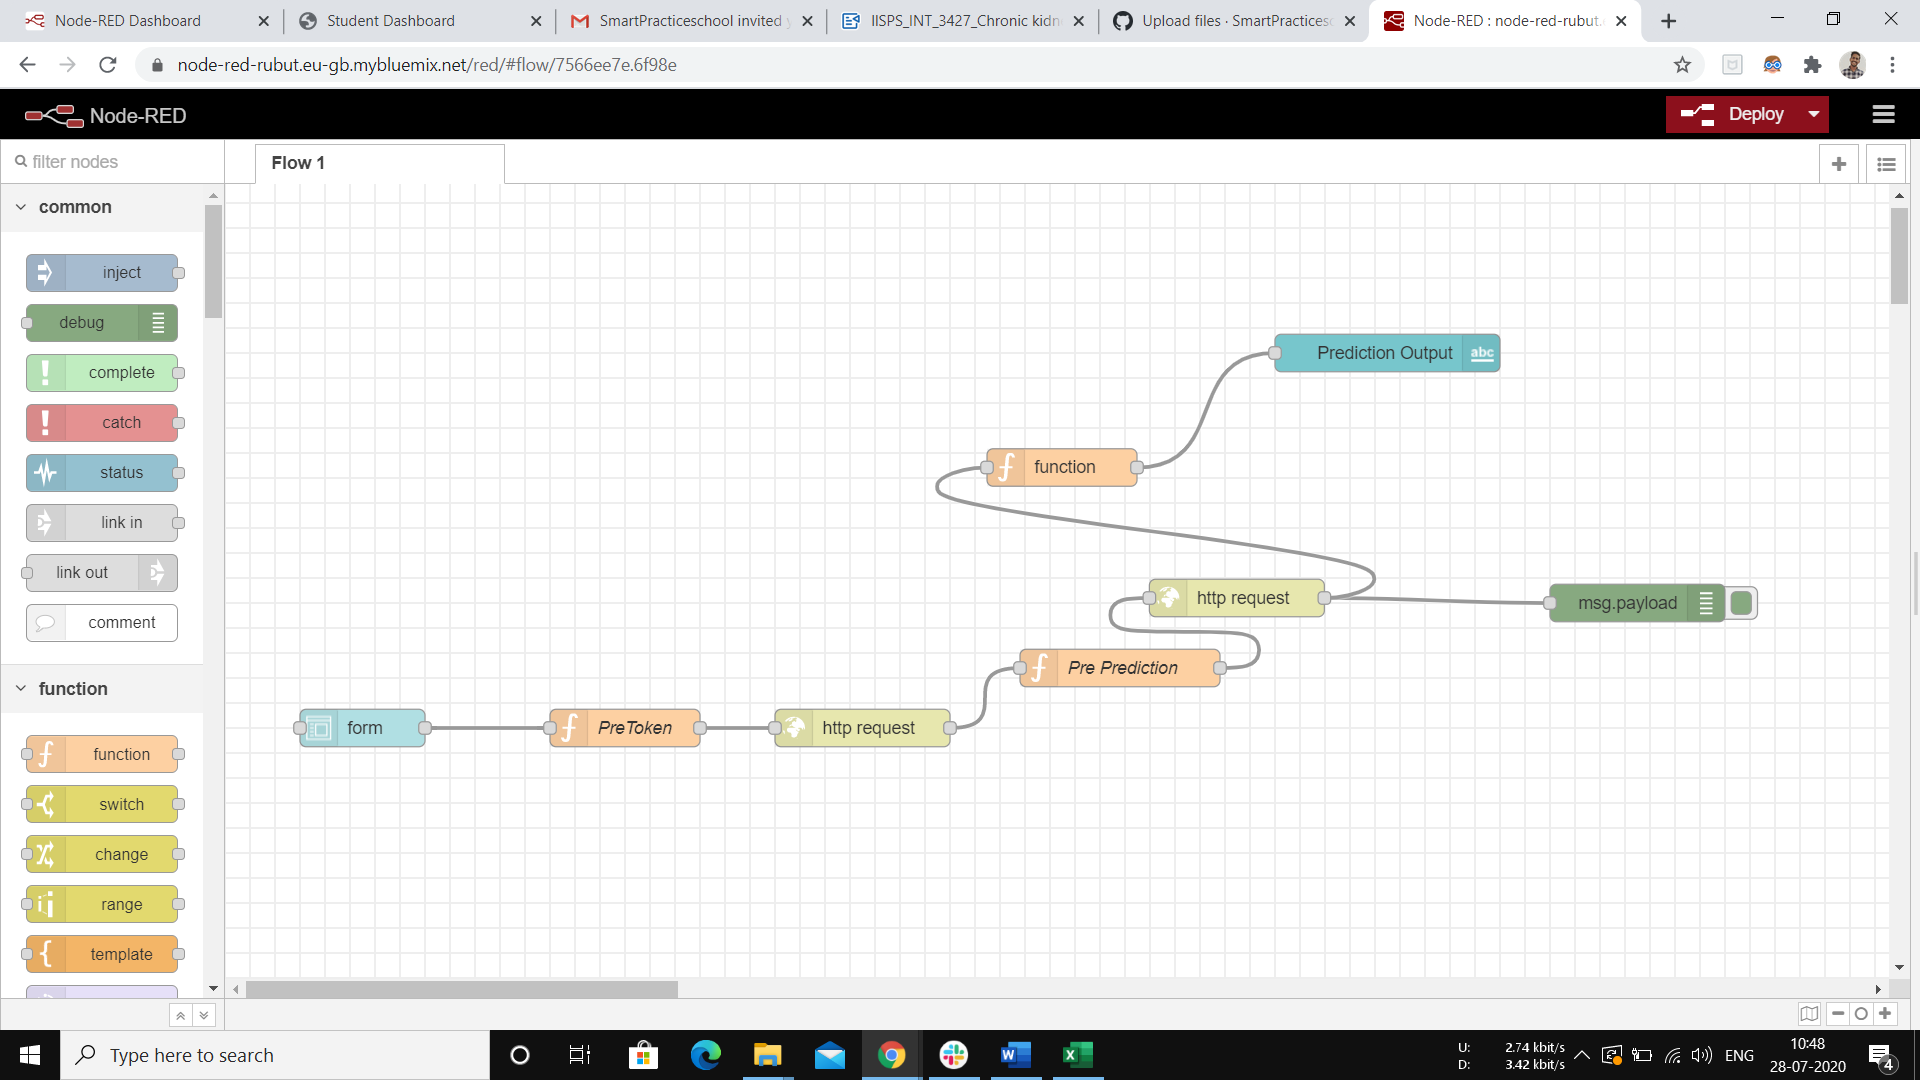 Node-RED Dashboard
Student Dashboard
SmartPracticeschool invited y
IISPS_INT_3427_Chronic kidn
Upload files · SmartPractices
Node-RED : node-red-rubut.
node-red-rubut.eu-gb.mybluemix.net/red/#flow/7566ee7e.6f98e
Node-RED
Deploy
filter nodes
Flow 1
common
inject
debug
complete
catch
status
link in
link out
comment
function
function
switch
change
range
template
Prediction Output
abc
function
http request
msg.payload
Pre Prediction
form
PreToken
http request
Type here to search
U: 2.74 kbit/s
D: 3.42 kbit/s
ENG
10:48
28-07-2020
4